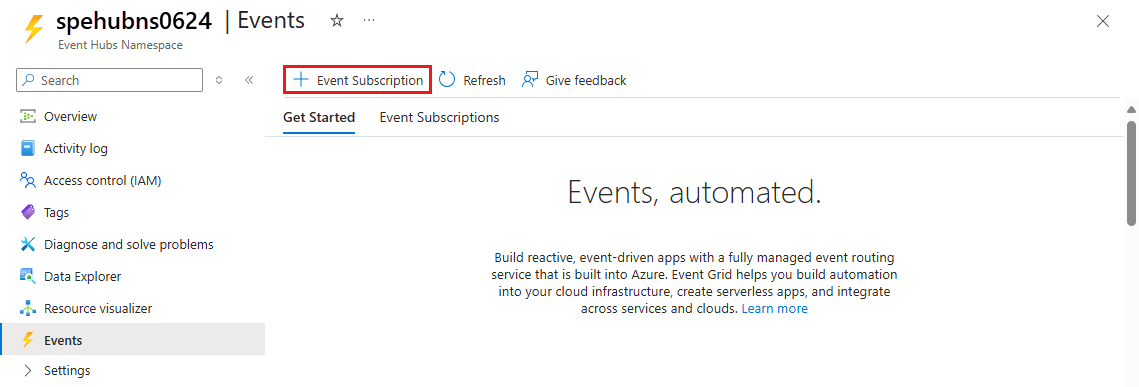 spehubns0624 | Events
Event Hubs Namespace
Search
Overview
Activity log
Access control (IAM)
Tags
Diagnose and solve problems
Data Explorer
Resource visualizer
Events
Settings
Event Subscription Refresh Give feedback
Get Started Event Subscriptions
Events, automated.
Build reactive, event-driven apps with a fully managed event routing
service that is built into Azure. Event Grid helps you build automation
into your cloud infrastructure, create serverless apps, and integrate
across services and clouds. Learn more